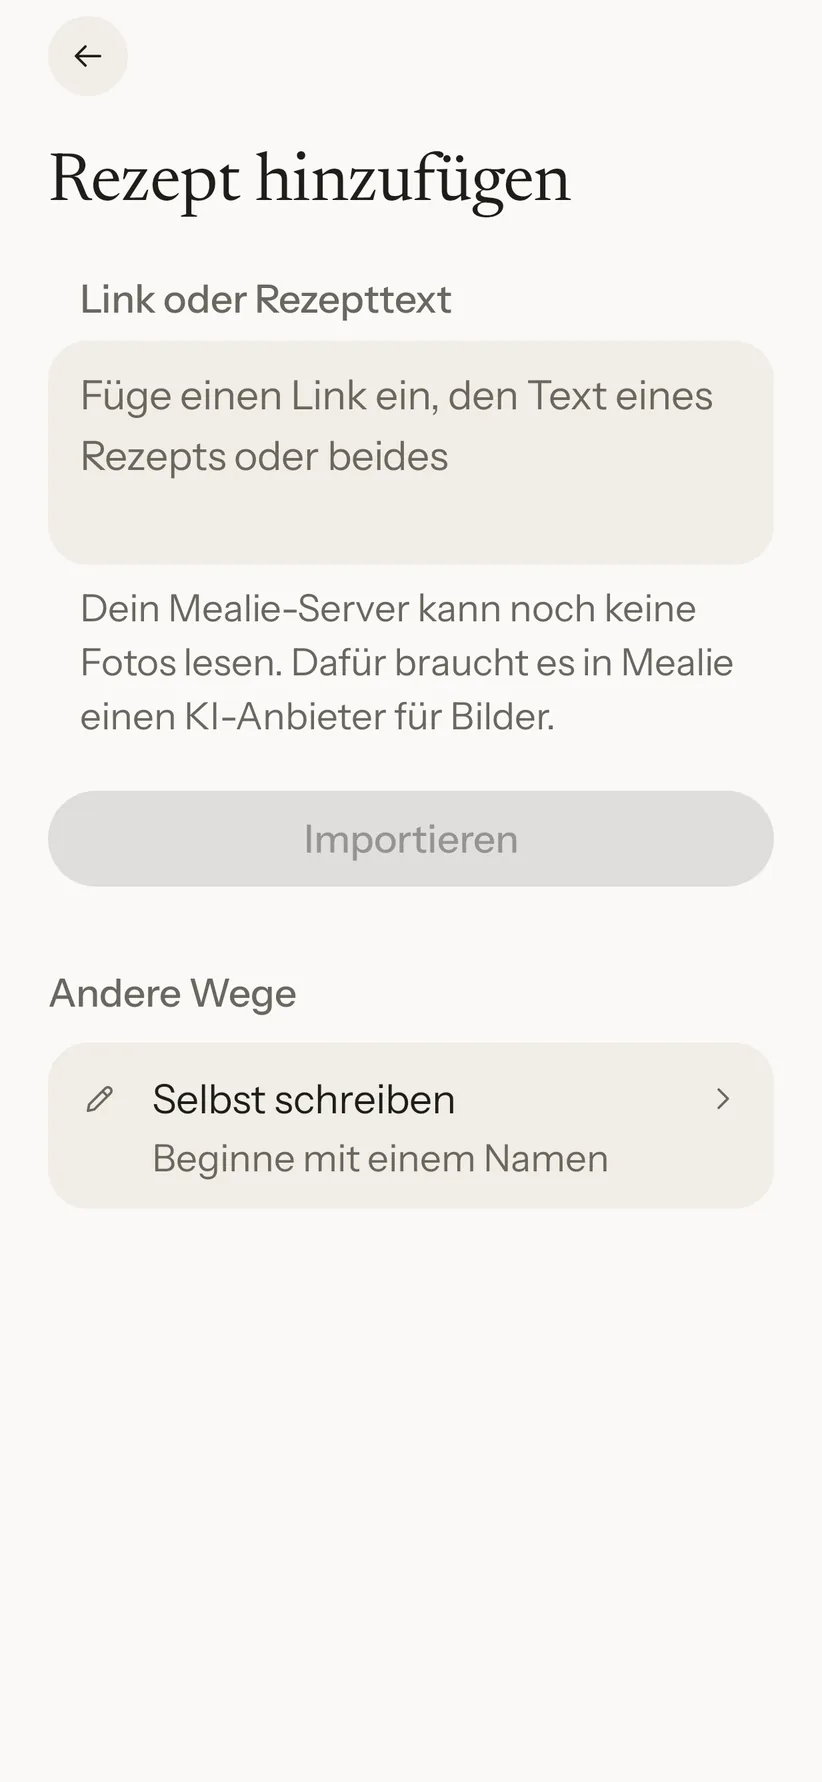 Rezept hinzufügen
Link oder Rezepttext
Füge einen Link ein, den Text eines
Rezepts oder beides
Dein Mealie-Server kann noch keine
Fotos lesen. Dafür braucht es in Mealie
einen KI-Anbieter für Bilder.
Importieren
Andere Wege
Selbst schreiben
Beginne mit einem Namen